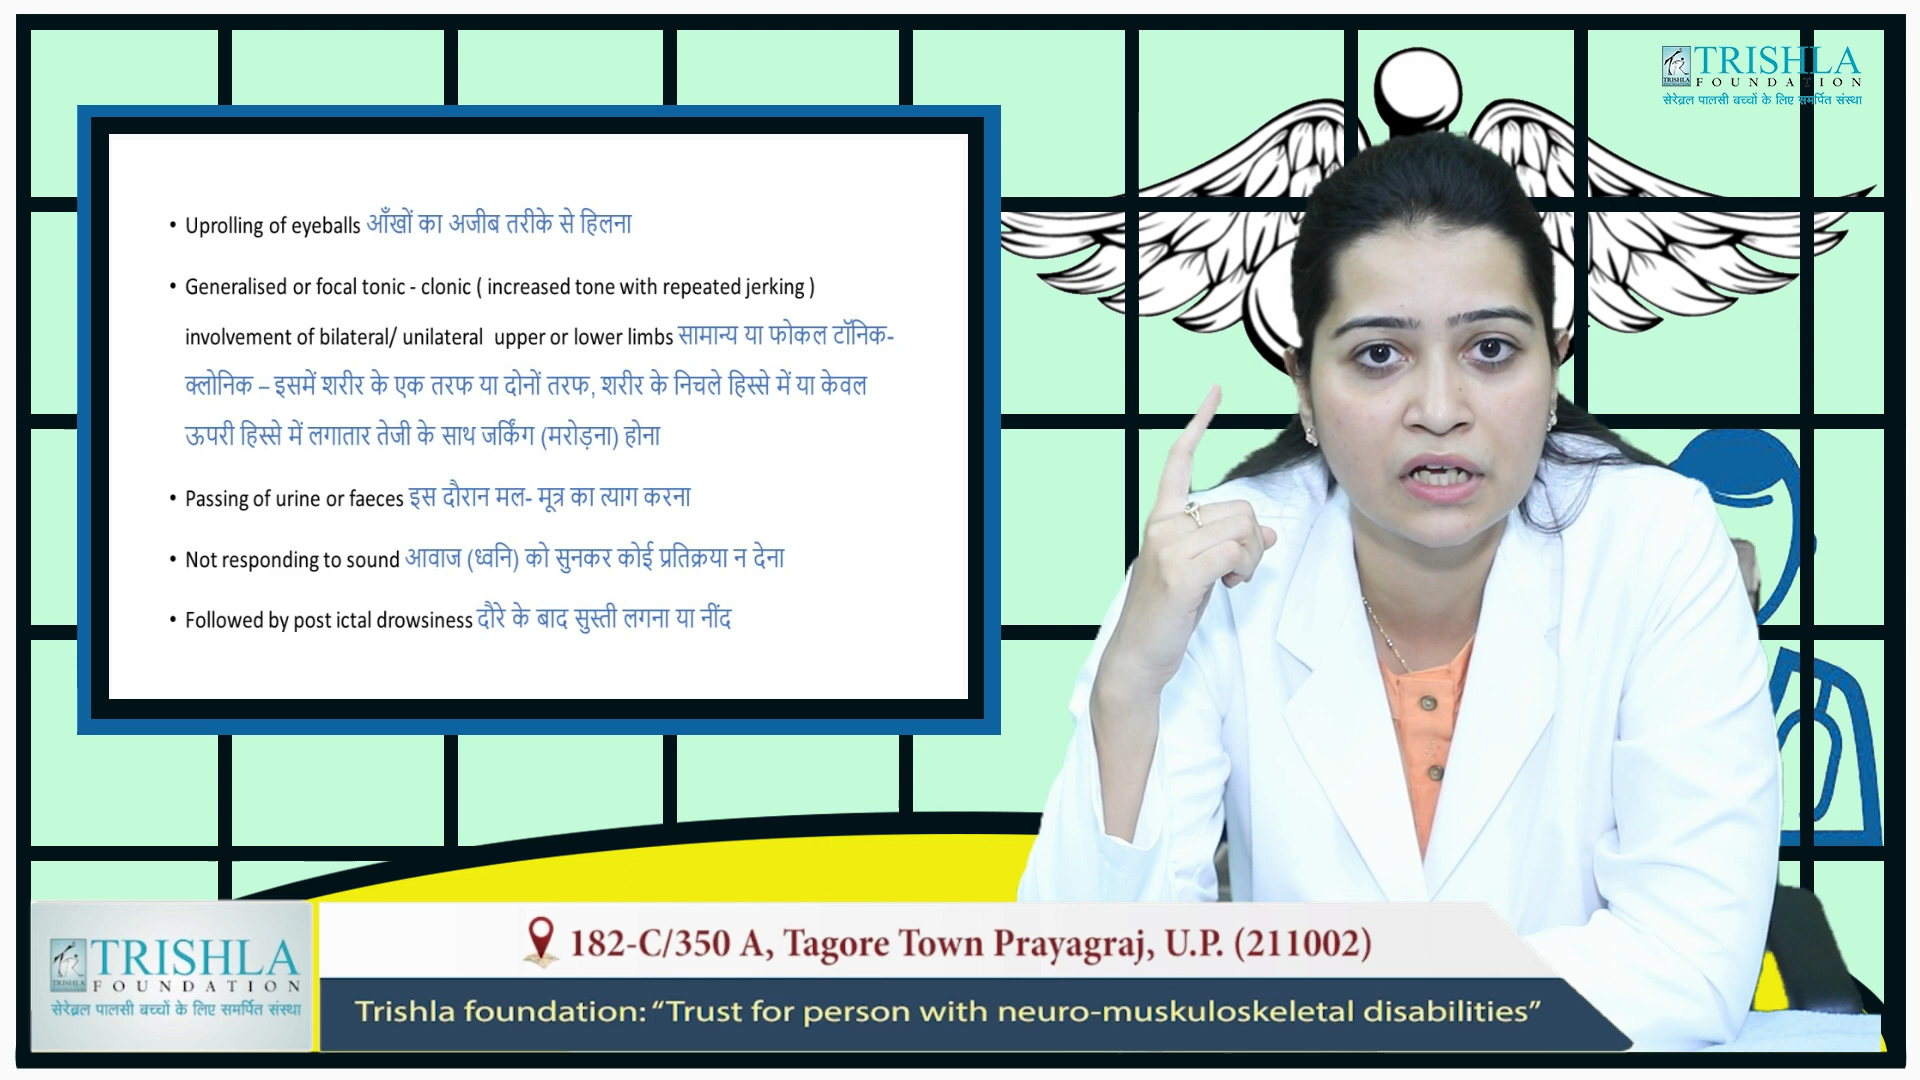 TRISHLA
FOUNDATION
सेरेब्रल पालसी बच्चों के लिए समर्पित संस्था
• Uprolling of eyeballs आँखों का अजीब तरीके से हिलना
• Generalised or focal tonic - clonic ( increased tone with repeated jerking )
involvement of bilateral/ unilateral upper or lower limbs सामान्य या फोकल टॉनिक-
क्लोनिक – इसमें शरीर के एक तरफ या दोनों तरफ, शरीर के निचले हिस्से में या केवल
ऊपरी हिस्से में लगातार तेजी के साथ जर्किंग (मरोड़ना) होना
• Passing of urine or faeces इस दौरान मल- मूत्र का त्याग करना
• Not responding to sound आवाज (ध्वनि) को सुनकर कोई प्रतिक्रया न देना
• Followed by post ictal drowsiness दौरे के बाद सुस्ती लगना या नींद
182-C/350 A, Tagore Town Prayagraj, U.P. (211002)
TRISHLA
FOUNDATION
सेरेब्रल पालसी बच्चों के लिए समर्पित संस्था
Trishla foundation: “Trust for person with neuro-muskuloskeletal disabilities”